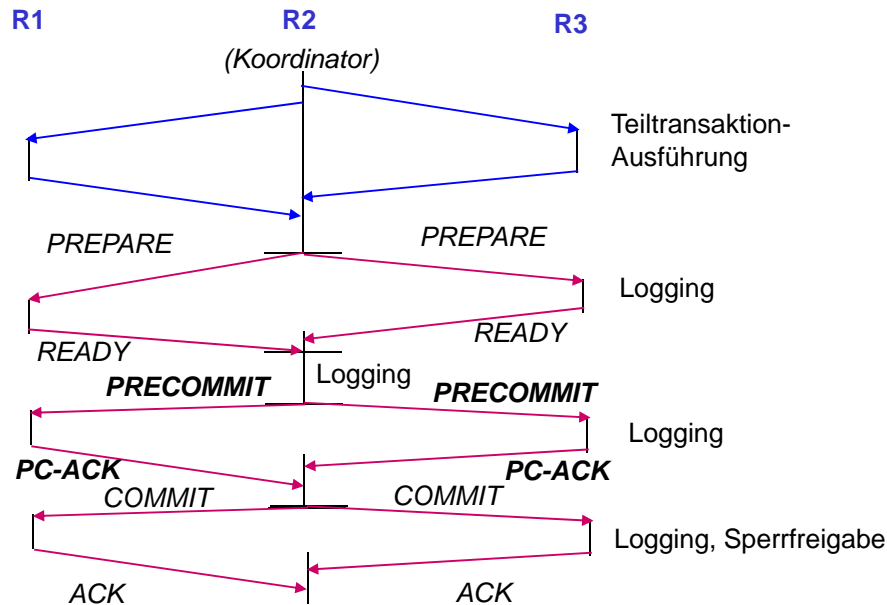 R1
R2
R3
(Koordinator)
Teiltransaktion-
Ausführung
PREPARE
PREPARE
Logging
READY
READY
Logging
PRECOMMIT
PRECOMMIT
Logging
PC-ACK
PC-ACK
COMMIT
COMMIT
Logging, Sperrfreigabe
ACK
ACK